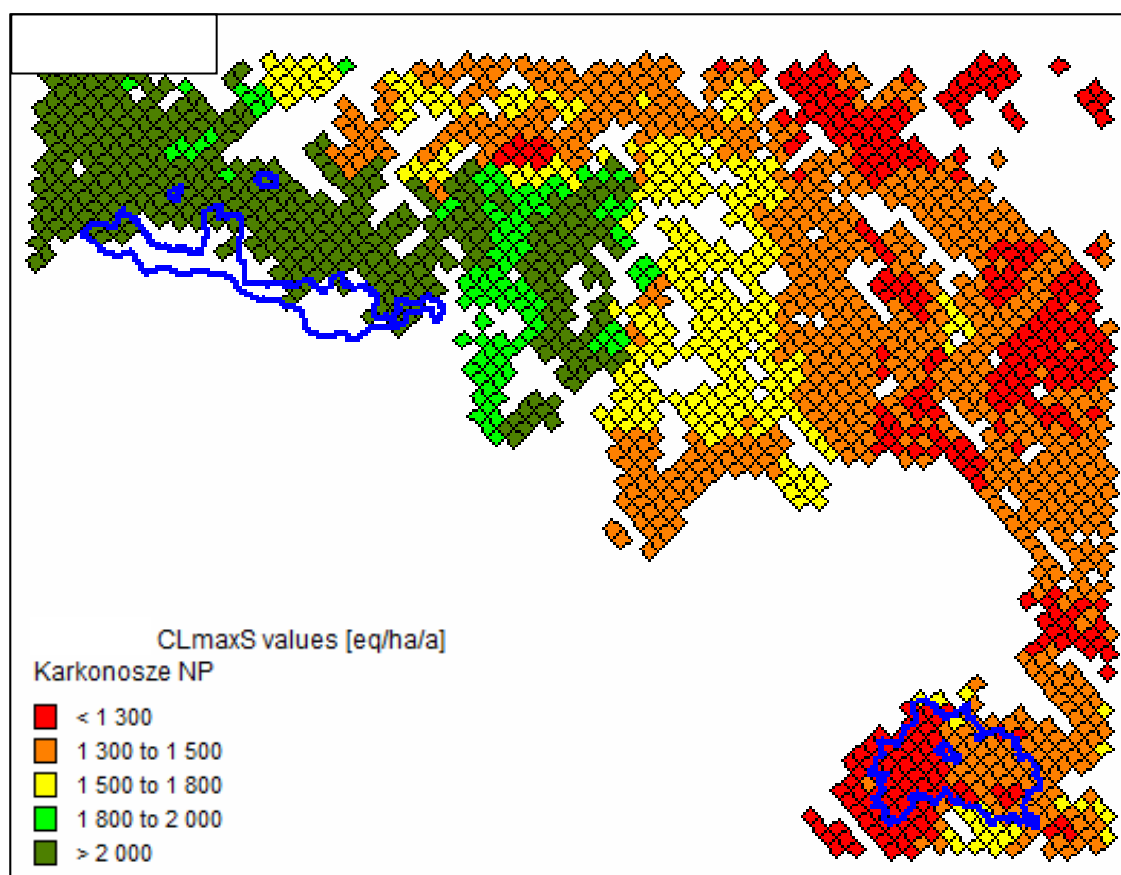 CLmaxS values [eq/ha/a]
Karkonosze NP
< 1 300
1 300 to 1 500
1 500 to 1 800
1 800 to 2 000
> 2 000